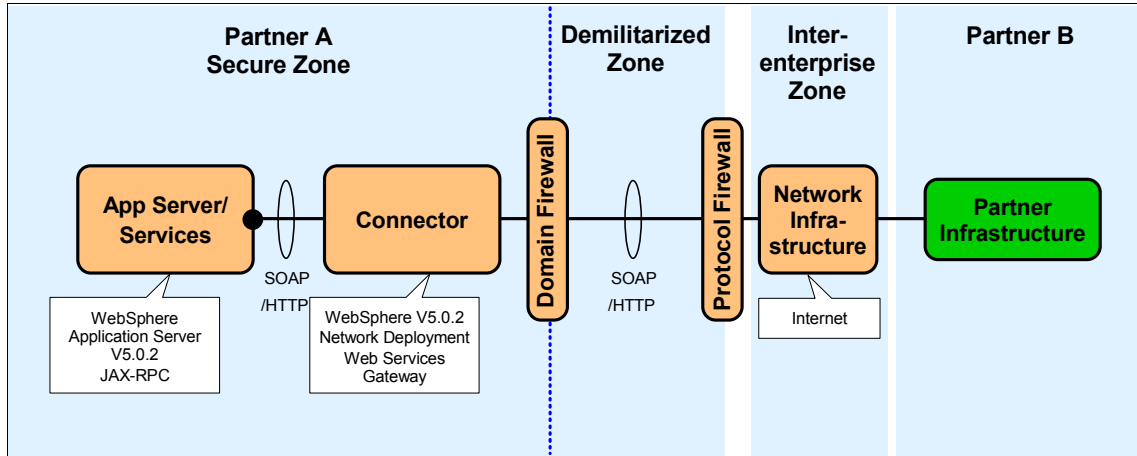 Partner A
Secure Zone
Demilitarized
Zone
Inter-
enterprise
Zone
Partner B
App Server/
Services
SOAP
/HTTP
Connector
Domain Firewall
SOAP
/HTTP
Protocol Firewall
Network
Infra-
structure
Partner
Infrastructure
WebSphere
Application Server
V5.0.2
JAX-RPC
WebSphere V5.0.2
Network Deployment
Web Services
Gateway
Internet